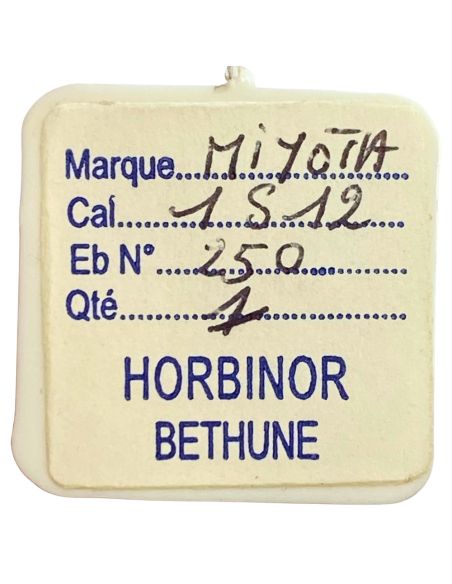 Marque...MIYOTA
Cal....1S12
Eb N°....250
Qté....1
HORBINOR
BETHUNE